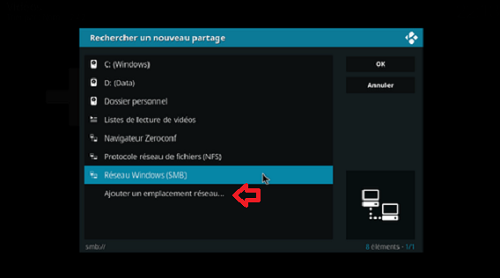 Rechercher un nouveau partage
C: (Windows)
D: (Data)
Dossier personnel
Listes de lecture de vidéos
Navigateur Zeroconf
Protocole réseau de fichiers (NFS)
Réseau Windows (SMB)
Ajouter un emplacement réseau...
OK
Annuler
smb://
8 éléments - 1/1